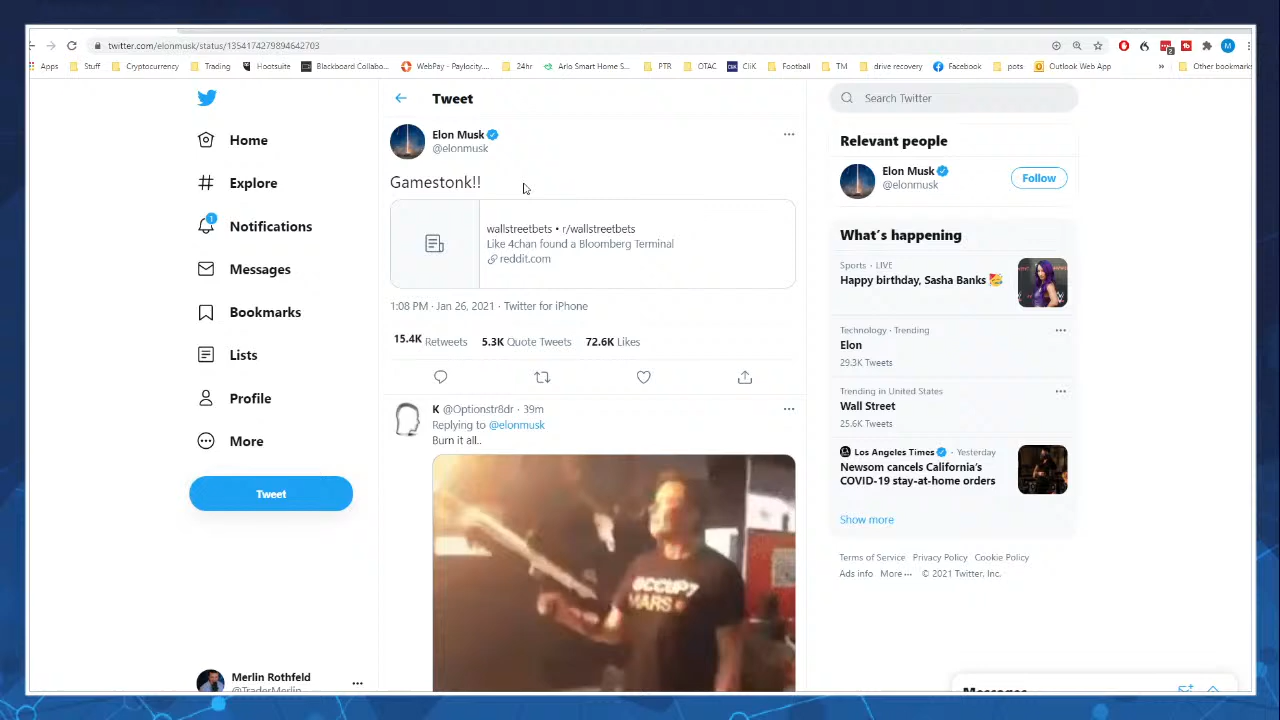 twitter.com/elonmusk/status/1354174279894642703
Apps Stuff Cryptocurrency Trading Hootsuite Blackboard Collabo... WebPay - Paylocity.... 24hr Arlo Smart Home S... PTR OTAC CliK Football TM drive recovery Facebook pots Outlook Web App » Other bookmarks
Home
Explore
1
Notifications
Messages
Bookmarks
Lists
Profile
More
Tweet
Merlin Rothfeld
@TraderMerlin
Tweet
Elon Musk
@elonmusk
Gamestonk!!
wallstreetbets • r/wallstreetbets
Like 4chan found a Bloomberg Terminal
reddit.com
1:08 PM · Jan 26, 2021 · Twitter for iPhone
15.4K Retweets 5.3K Quote Tweets 72.6K Likes
K @Optionstr8dr · 39m
Replying to @elonmusk
Burn it all..
OCCUPY
MARS
Search Twitter
Relevant people
Elon Musk
@elonmusk
Follow
What's happening
Sports · LIVE
Happy birthday, Sasha Banks
Technology · Trending
Elon
29.3K Tweets
Trending in United States
Wall Street
25.6K Tweets
Los Angeles Times · Yesterday
Newsom cancels California's
COVID-19 stay-at-home orders
Show more
Terms of Service Privacy Policy Cookie Policy
Ads info More ··· © 2021 Twitter, Inc.
Messages